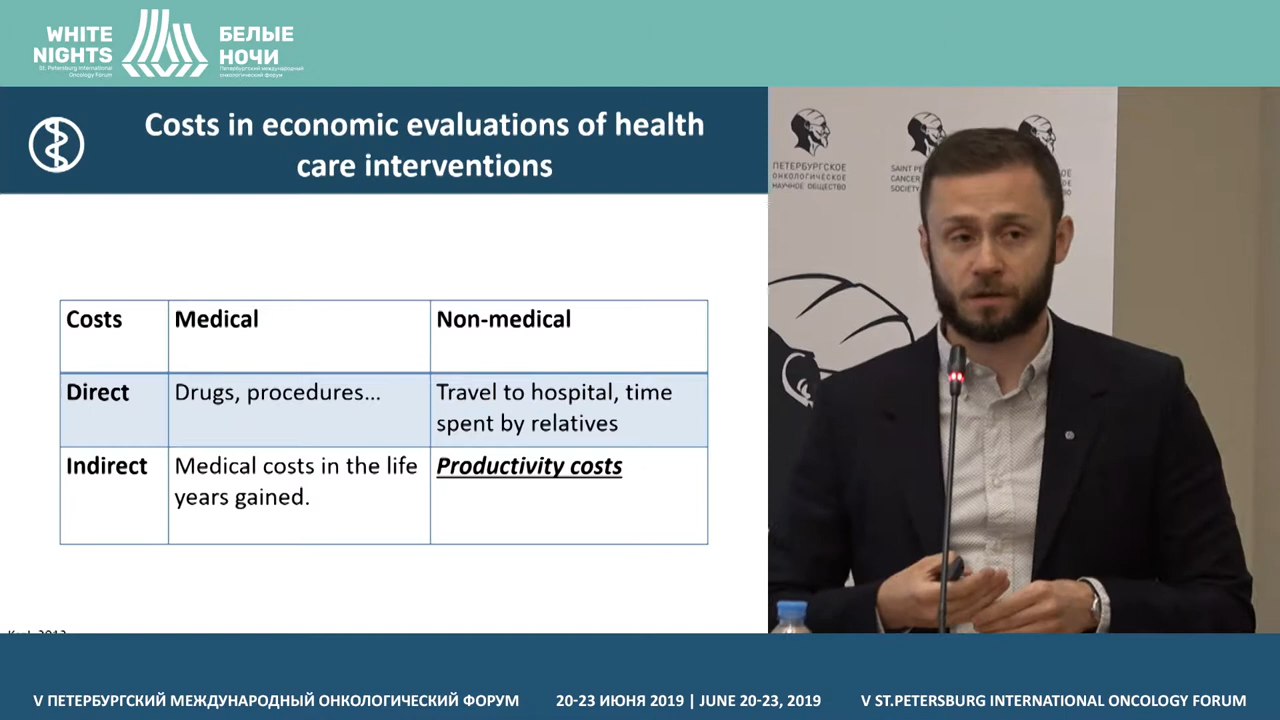 WHITE
NIGHTS
St. Petersburg International
Oncology Forum
БЕЛЫЕ
НОЧИ
Петербургский международный
онкологический форум
Costs in economic evaluations of health
care interventions
Costs
Medical
Non-medical
Direct
Drugs, procedures...
Travel to hospital, time
spent by relatives
Indirect
Medical costs in the life
years gained.
Productivity costs
ПЕТЕРБУРГСКОЕ
ОНКОЛОГИЧЕСКОЕ
НАУЧНОЕ ОБЩЕСТВО
SAINT
CANCER
SOCIETY
V ПЕТЕРБУРГСКИЙ МЕЖДУНАРОДНЫЙ ОНКОЛОГИЧЕСКИЙ ФОРУМ
20-23 ИЮНЯ 2019 | JUNE 20-23, 2019
V ST.PETERSBURG INTERNATIONAL ONCOLOGY FORUM